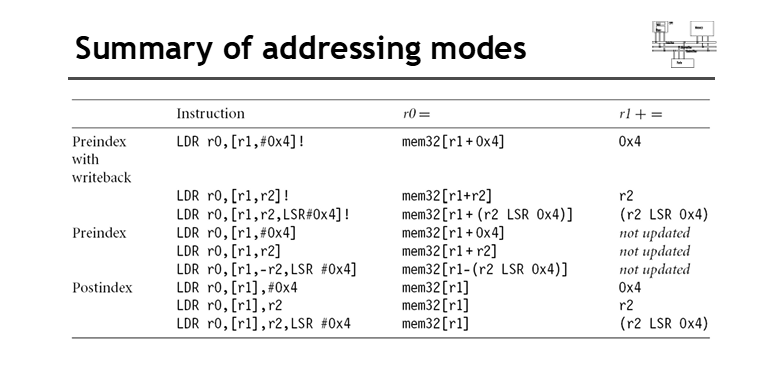 Summary of addressing modes
Instruction r0 = r1 + =
Preindex LDR r0,[r1,#0x4]! mem32[r1+0x4] 0x4
with
writeback
LDR r0,[r1,r2]! mem32[r1+r2] r2
LDR r0,[r1,r2,LSR#0x4]! mem32[r1+(r2 LSR 0x4)] (r2 LSR 0x4)
Preindex LDR r0,[r1,#0x4] mem32[r1+0x4] not updated
LDR r0,[r1,r2] mem32[r1+r2] not updated
LDR r0,[r1,-r2,LSR #0x4] mem32[r1-(r2 LSR 0x4)] not updated
Postindex LDR r0,[r1],#0x4 mem32[r1] 0x4
LDR r0,[r1],r2 mem32[r1] r2
LDR r0,[r1],r2,LSR #0x4 mem32[r1] (r2 LSR 0x4)